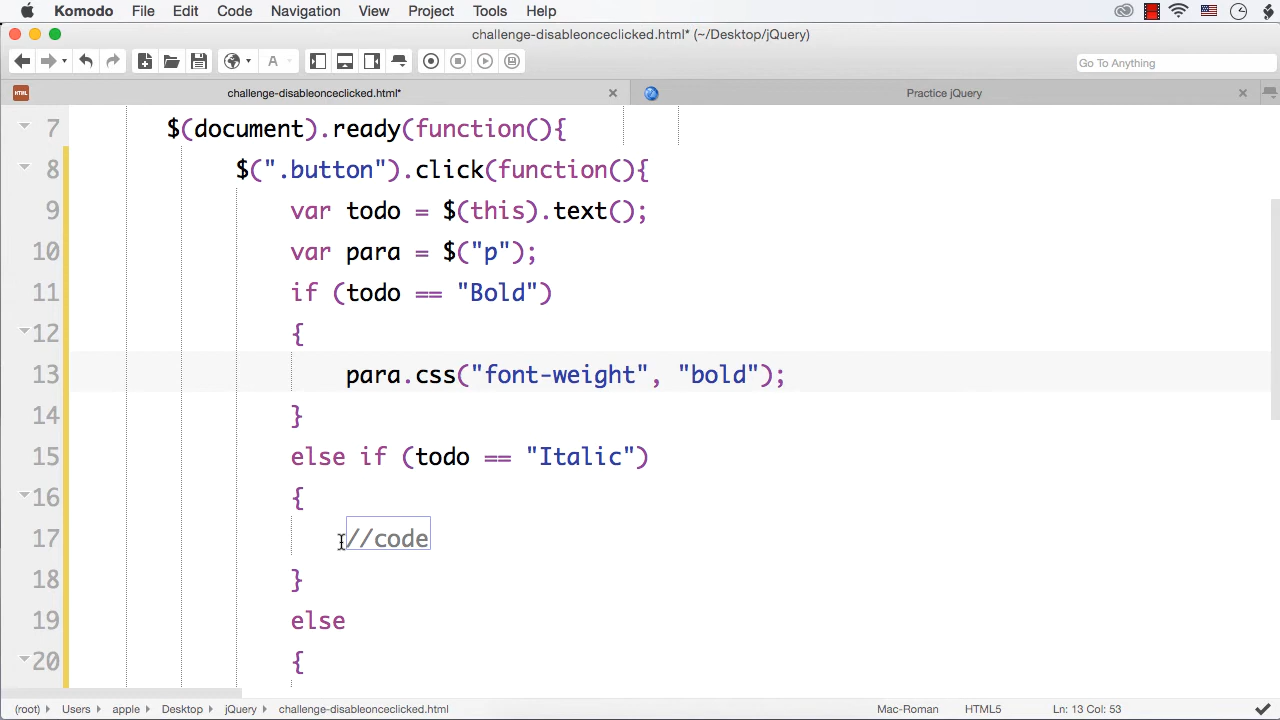 Komodo File Edit Code Navigation View Project Tools Help
challenge-disableonceclicked.html* (~/Desktop/jQuery)
A Go To Anything
HTML challenge-disableonceclicked.html* Practice jQuery
7 $(document).ready(function(){
8 $(".button").click(function(){
9 var todo = $(this).text();
10 var para = $("p");
11 if (todo == "Bold")
12 {
13 para.css("font-weight", "bold");
14 }
15 else if (todo == "Italic")
16 {
17 //code
18 }
19 else
20 {
(root) Users apple Desktop jQuery challenge-disableonceclicked.html Mac-Roman HTML5 Ln: 13 Col: 53